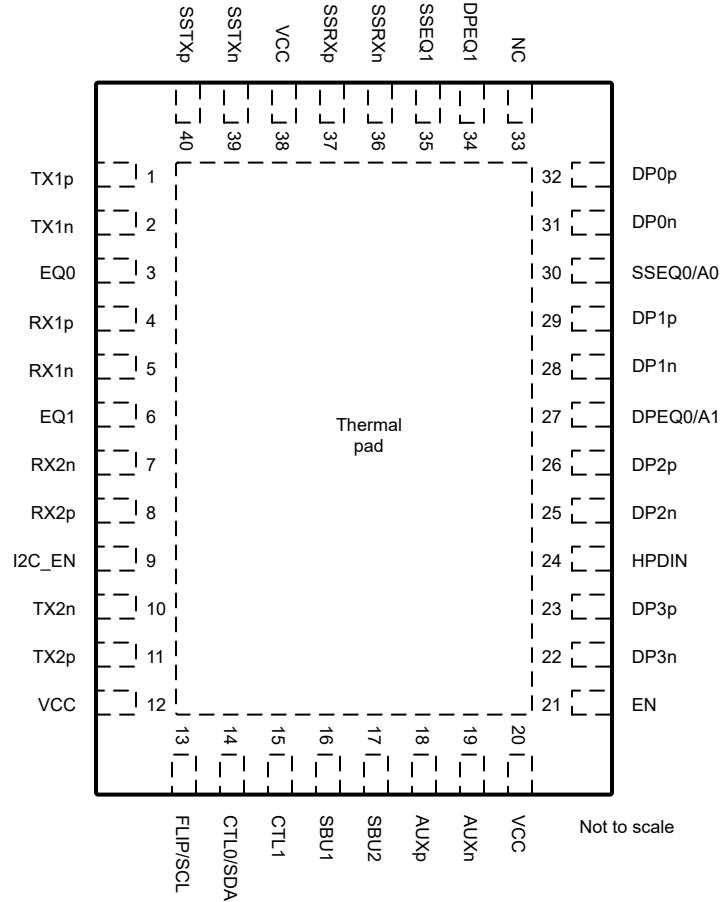 SSTXp
SSTXn
VCC
SSRXp
SSRXn
SSEQ1
DPEQ1
NC
40
39
38
37
36
35
34
33
TX1p 1
TX1n 2
EQ0 3
RX1p 4
RX1n 5
EQ1 6
RX2n 7
RX2p 8
I2C_EN 9
TX2n 10
TX2p 11
VCC 12
Thermal
pad
32 DP0p
31 DP0n
30 SSEQ0/A0
29 DP1p
28 DP1n
27 DPEQ0/A1
26 DP2p
25 DP2n
24 HPDIN
23 DP3p
22 DP3n
21 EN
13
14
15
16
17
18
19
20
FLIP/SCL
CTL0/SDA
CTL1
SBU1
SBU2
AUXp
AUXn
VCC
Not to scale